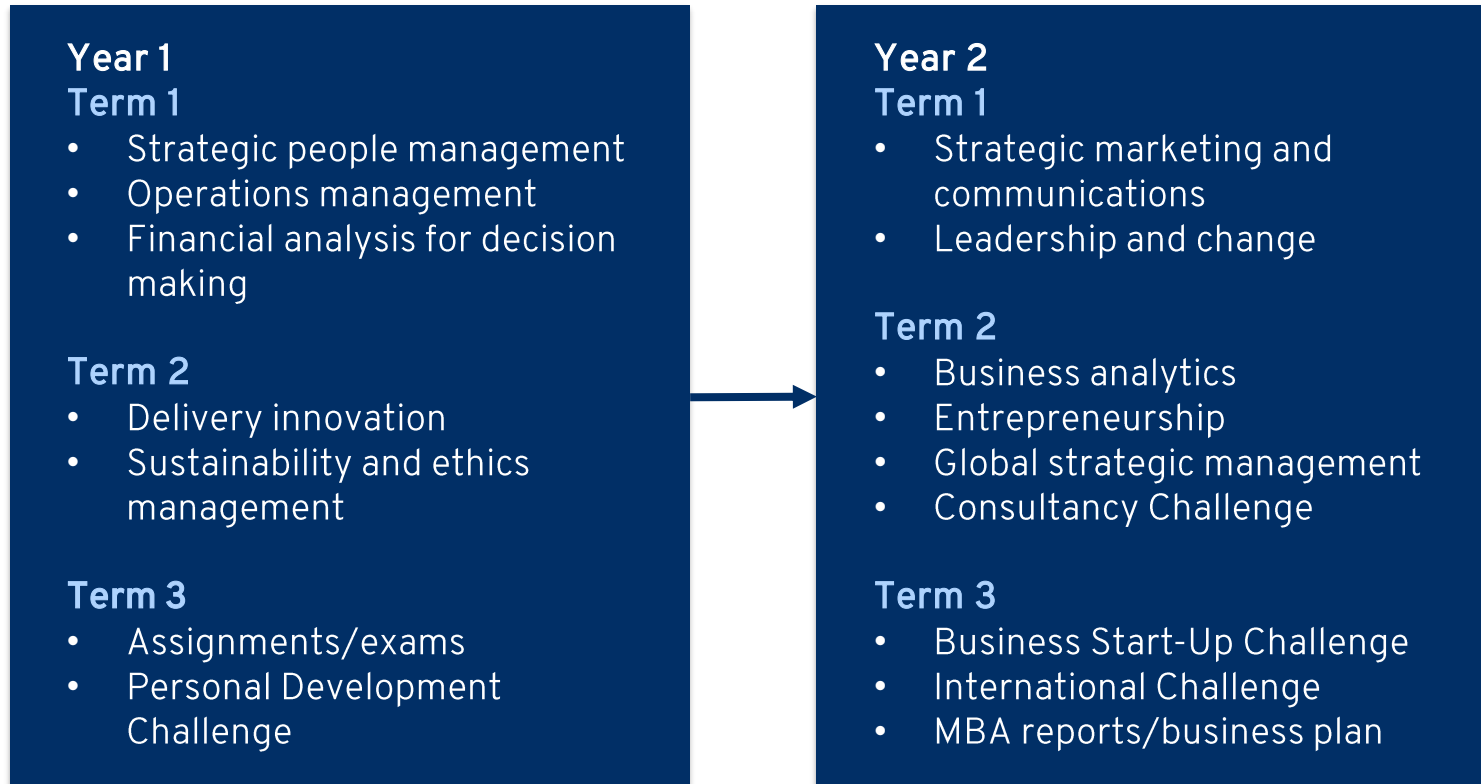 Year 1
Term 1
• Strategic people management
• Operations management
• Financial analysis for decision
making
Term 2
• Delivery innovation
• Sustainability and ethics
management
Term 3
• Assignments/exams
• Personal Development
Challenge
Year 2
Term 1
• Strategic marketing and
communications
• Leadership and change
Term 2
• Business analytics
• Entrepreneurship
• Global strategic management
• Consultancy Challenge
Term 3
• Business Start-Up Challenge
• International Challenge
• MBA reports/business plan